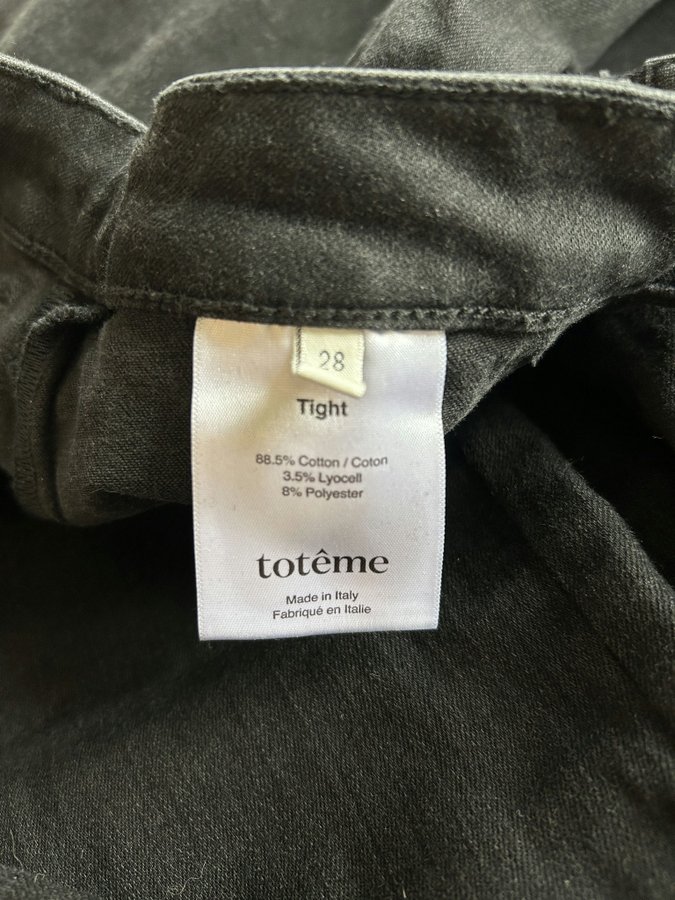 28
Tight
88.5% Cotton / Coton
3.5% Lyocell
8% Polyester
totême
Made in Italy
Fabriqué en Italie